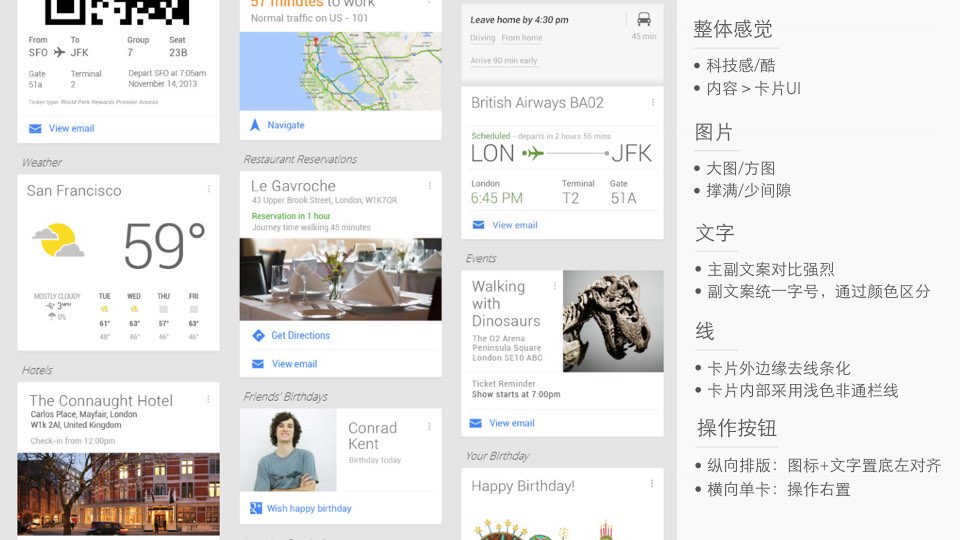 From To Group Seat
SFO JFK 7 23B
Gate Terminal Depart SFO at 7:05am
51a 2 November 14, 2013
Ticket type: World Perk Rewards Premier Access
View email
Weather
San Francisco
59°
MOSTLY CLOUDY
3MPH
0%
TUE WED THU FRI
61° 63° 57° 63°
48° 46° 46° 46°
Hotels
The Connaught Hotel
Carlos Place, Mayfair, London
W1k 2Al, United Kingdom
Check-in from 12:00pm
57 minutes to work
Normal traffic on US - 101
Navigate
Restaurant Reservations
Le Gavroche
43 Upper Brook Street, London, W1K7QR
Reservation in 1 hour
Journey time walking 45 minutes
Get Directions
View email
Friends' Birthdays
Conrad
Kent
Birthday today
Wish happy birthday
Leave home by 4:30 pm
Driving From home
45 min
Arrive 90 min early
British Airways BA02
Scheduled - departs in 2 hours 56 mins
LON JFK
London Terminal Gate
6:45 PM T2 51A
View email
Events
Walking
with
Dinosaurs
The O2 Arena
Peninsula Square
London SE10 ABC
Ticket Reminder
Show starts at 7:00pm
View email
Your Birthday
Happy Birthday!
整体感觉
• 科技感/酷
• 内容＞卡片UI
图片
• 大图/方图
• 撑满/少间隙
文字
• 主副文案对比强烈
• 副文案统一字号，通过颜色区分
线
• 卡片外边缘去线条化
• 卡片内部采用浅色非通栏线
操作按钮
• 纵向排版：图标+文字置底左对齐
• 横向单卡：操作右置